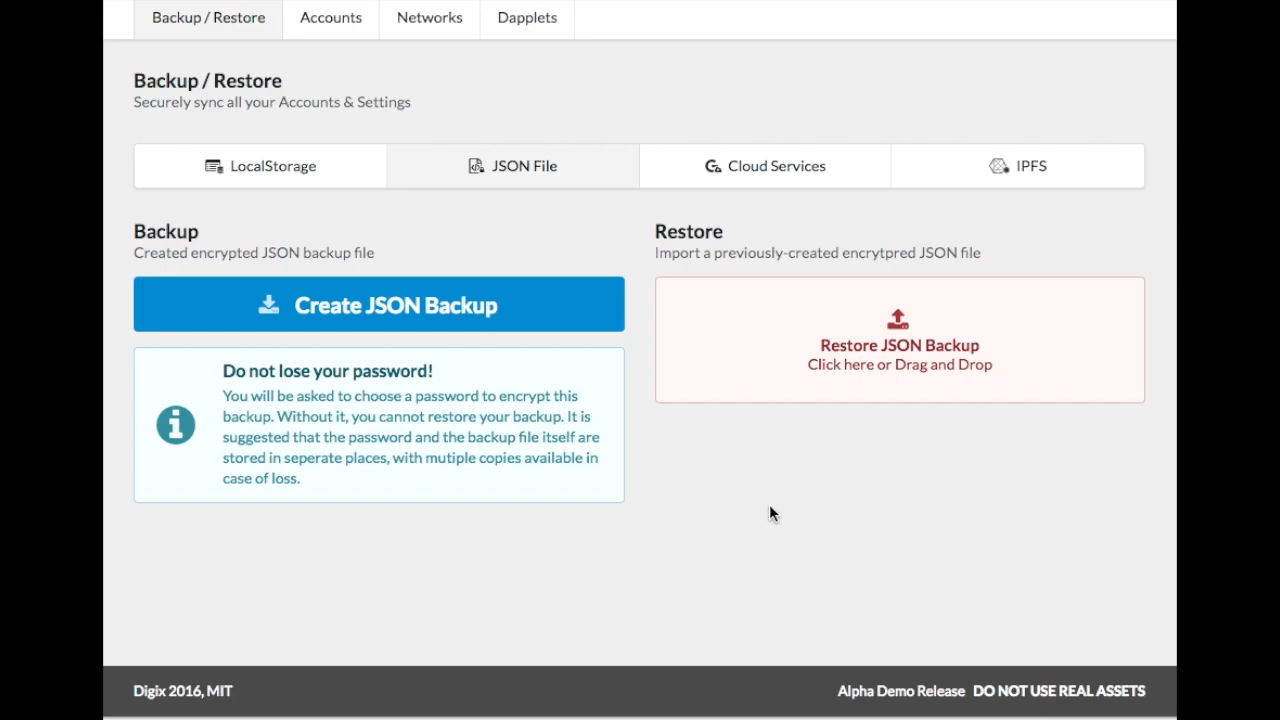 Backup / Restore
Accounts
Networks
Dapplets
Backup / Restore
Securely sync all your Accounts & Settings
LocalStorage
JSON File
Cloud Services
IPFS
Backup
Created encrypted JSON backup file
Create JSON Backup
Do not lose your password!
You will be asked to choose a password to encrypt this
backup. Without it, you cannot restore your backup. It is
suggested that the password and the backup file itself are
stored in seperate places, with mutiple copies available in
case of loss.
Restore
Import a previously-created encrytpred JSON file
Restore JSON Backup
Click here or Drag and Drop
Digix 2016, MIT
Alpha Demo Release DO NOT USE REAL ASSETS